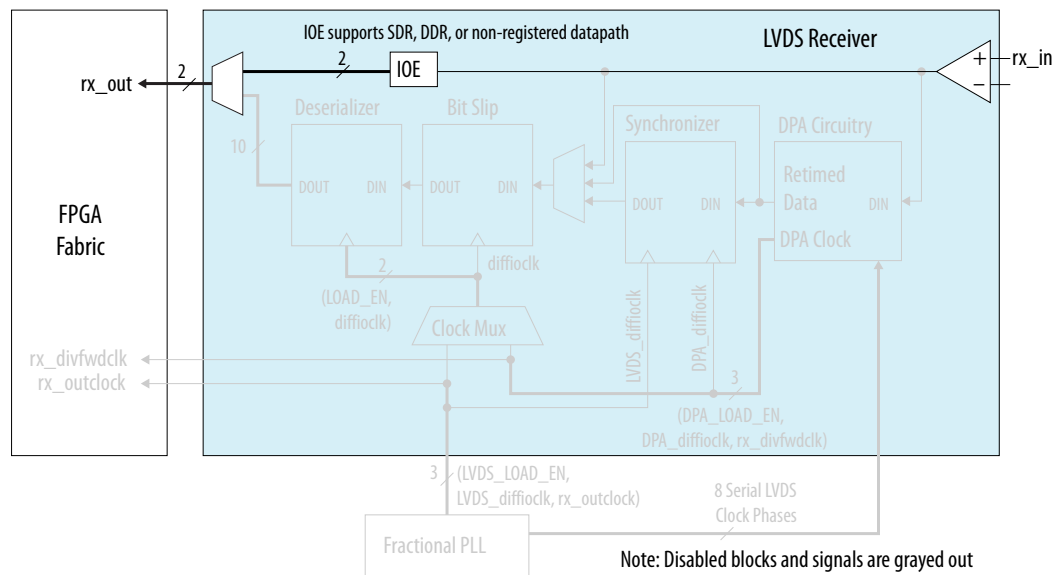 IOE supports SDR, DDR, or non-registered datapath
LVDS Receiver
rx_in
+
−
2
IOE
rx_out
2
10
Deserializer
DOUT
DIN
Bit Slip
DOUT
DIN
Synchronizer
DOUT
DIN
DPA Circuitry
Retimed
Data
DIN
DPA Clock
FPGA
Fabric
2
(LOAD_EN,
diffioclk)
diffioclk
Clock Mux
LVDS_diffioclk
DPA_diffioclk
rx_divfwdclk
rx_outclock
3
(DPA_LOAD_EN,
DPA_diffioclk, rx_divfwdclk)
3
(LVDS_LOAD_EN,
LVDS_diffioclk, rx_outclock)
8 Serial LVDS
Clock Phases
Fractional PLL
Note: Disabled blocks and signals are grayed out